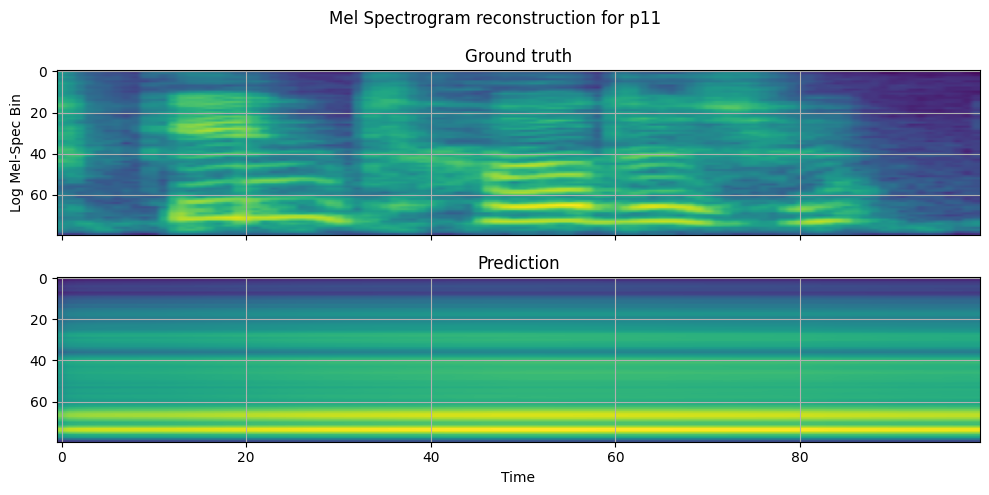 Mel Spectrogram reconstruction for p11
Ground truth
Log Mel-Spec Bin
0
20
40
60
Prediction
0
20
40
60
0 20 40 60 80
Time